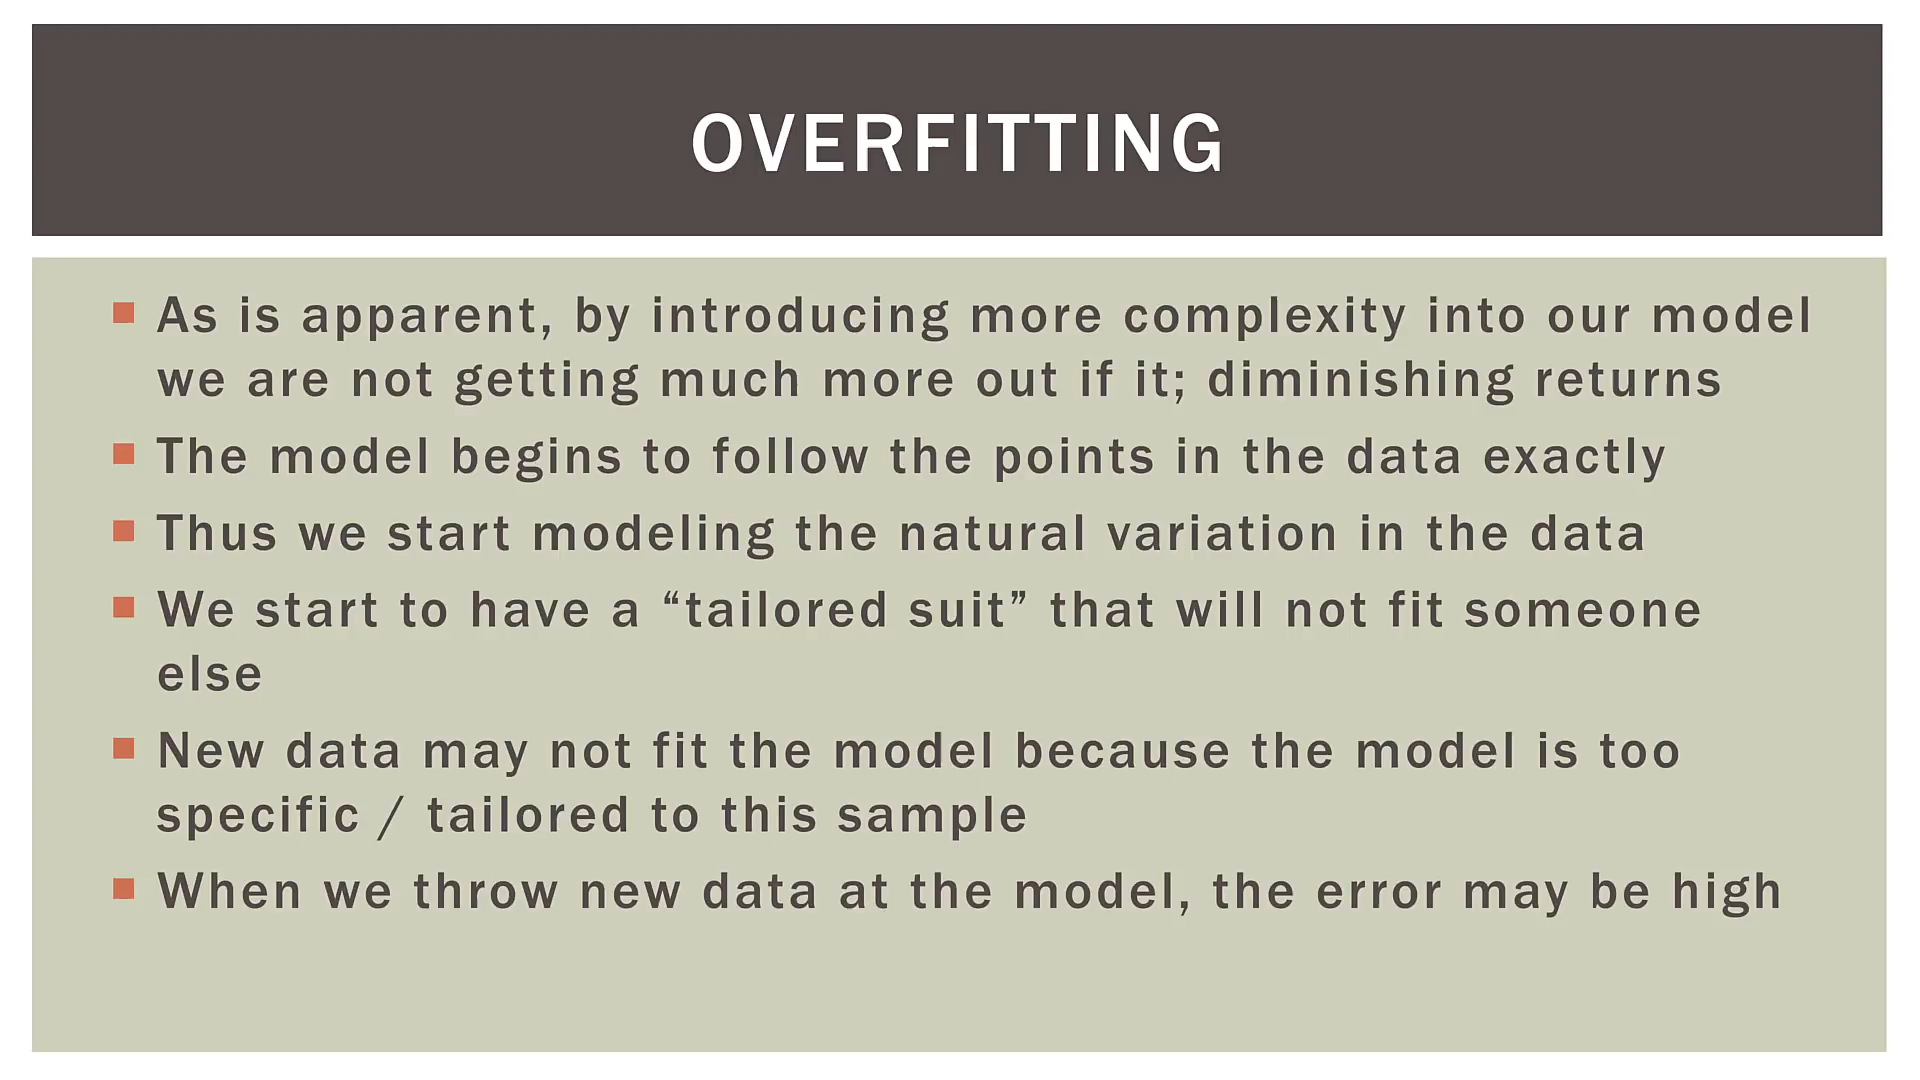 OVERFITTING
As is apparent, by introducing more complexity into our model
we are not getting much more out if it; diminishing returns
The model begins to follow the points in the data exactly
Thus we start modeling the natural variation in the data
We start to have a “tailored suit” that will not fit someone
else
New data may not fit the model because the model is too
specific / tailored to this sample
When we throw new data at the model, the error may be high